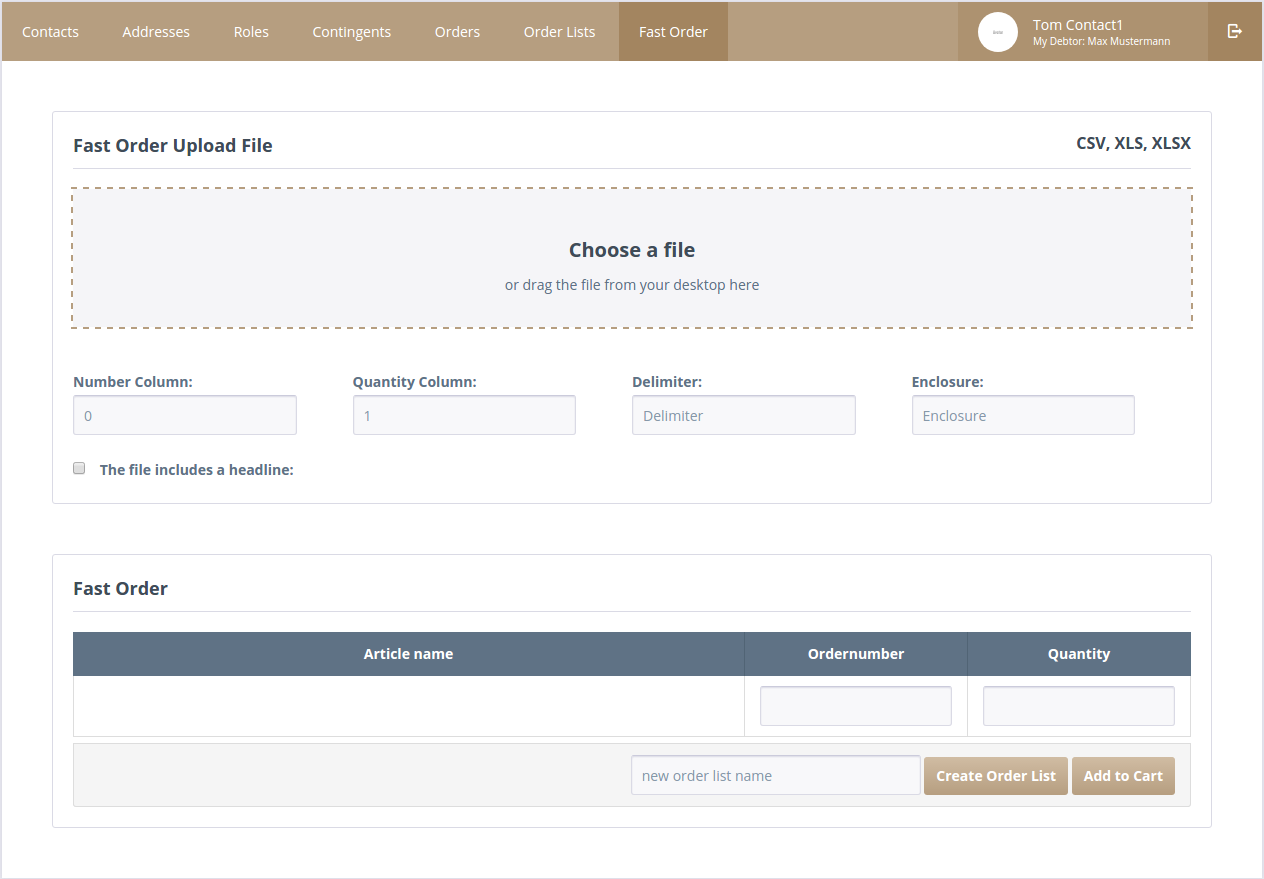 Contacts Addresses Roles Contingents Orders Order Lists Fast Order Tom Contact1
My Debtor: Max Mustermann
Fast Order Upload File CSV, XLS, XLSX
Choose a file
or drag the file from your desktop here
Number Column: Quantity Column: Delimiter: Enclosure:
0 1 Delimiter Enclosure
The file includes a headline:
Fast Order
Article name Ordernumber Quantity
new order list name Create Order List Add to Cart